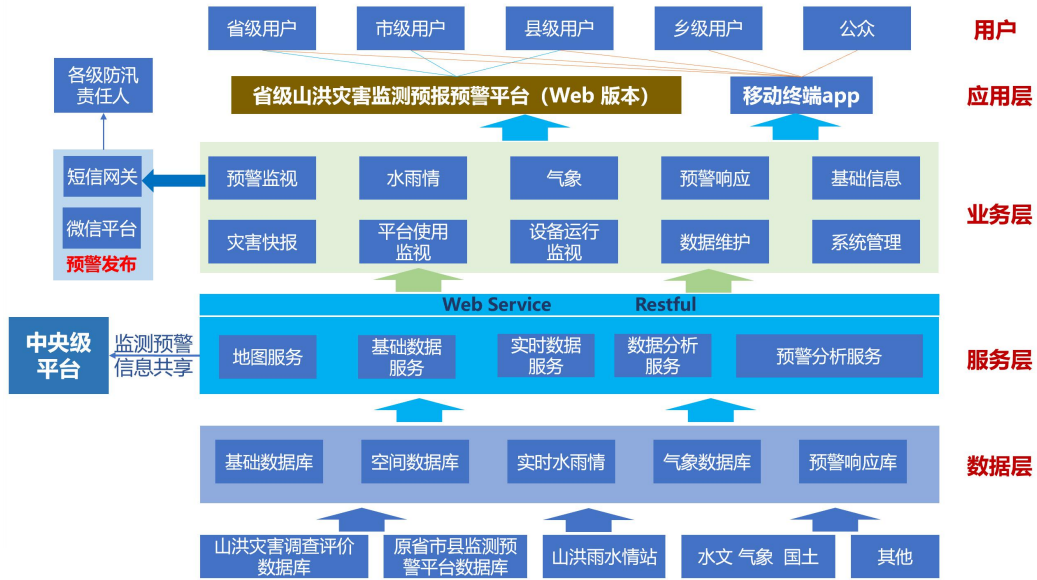 省级用户
市级用户
县级用户
乡级用户
公众
用户
各级防汛
责任人
省级山洪灾害监测预报预警平台（Web 版本）
移动终端app
应用层
短信网关
微信平台
预警发布
预警监视
水雨情
气象
预警响应
基础信息
灾害快报
平台使用
监视
设备运行
监视
数据维护
系统管理
业务层
Web Service
Restful
中央级
平台
监测预警
信息共享
地图服务
基础数据
服务
实时数据
服务
数据分析
服务
预警分析服务
服务层
基础数据库
空间数据库
实时水雨情
气象数据库
预警响应库
数据层
山洪灾害调查评价
数据库
原省市县监测预
警平台数据库
山洪雨水情站
水文 气象 国土
其他